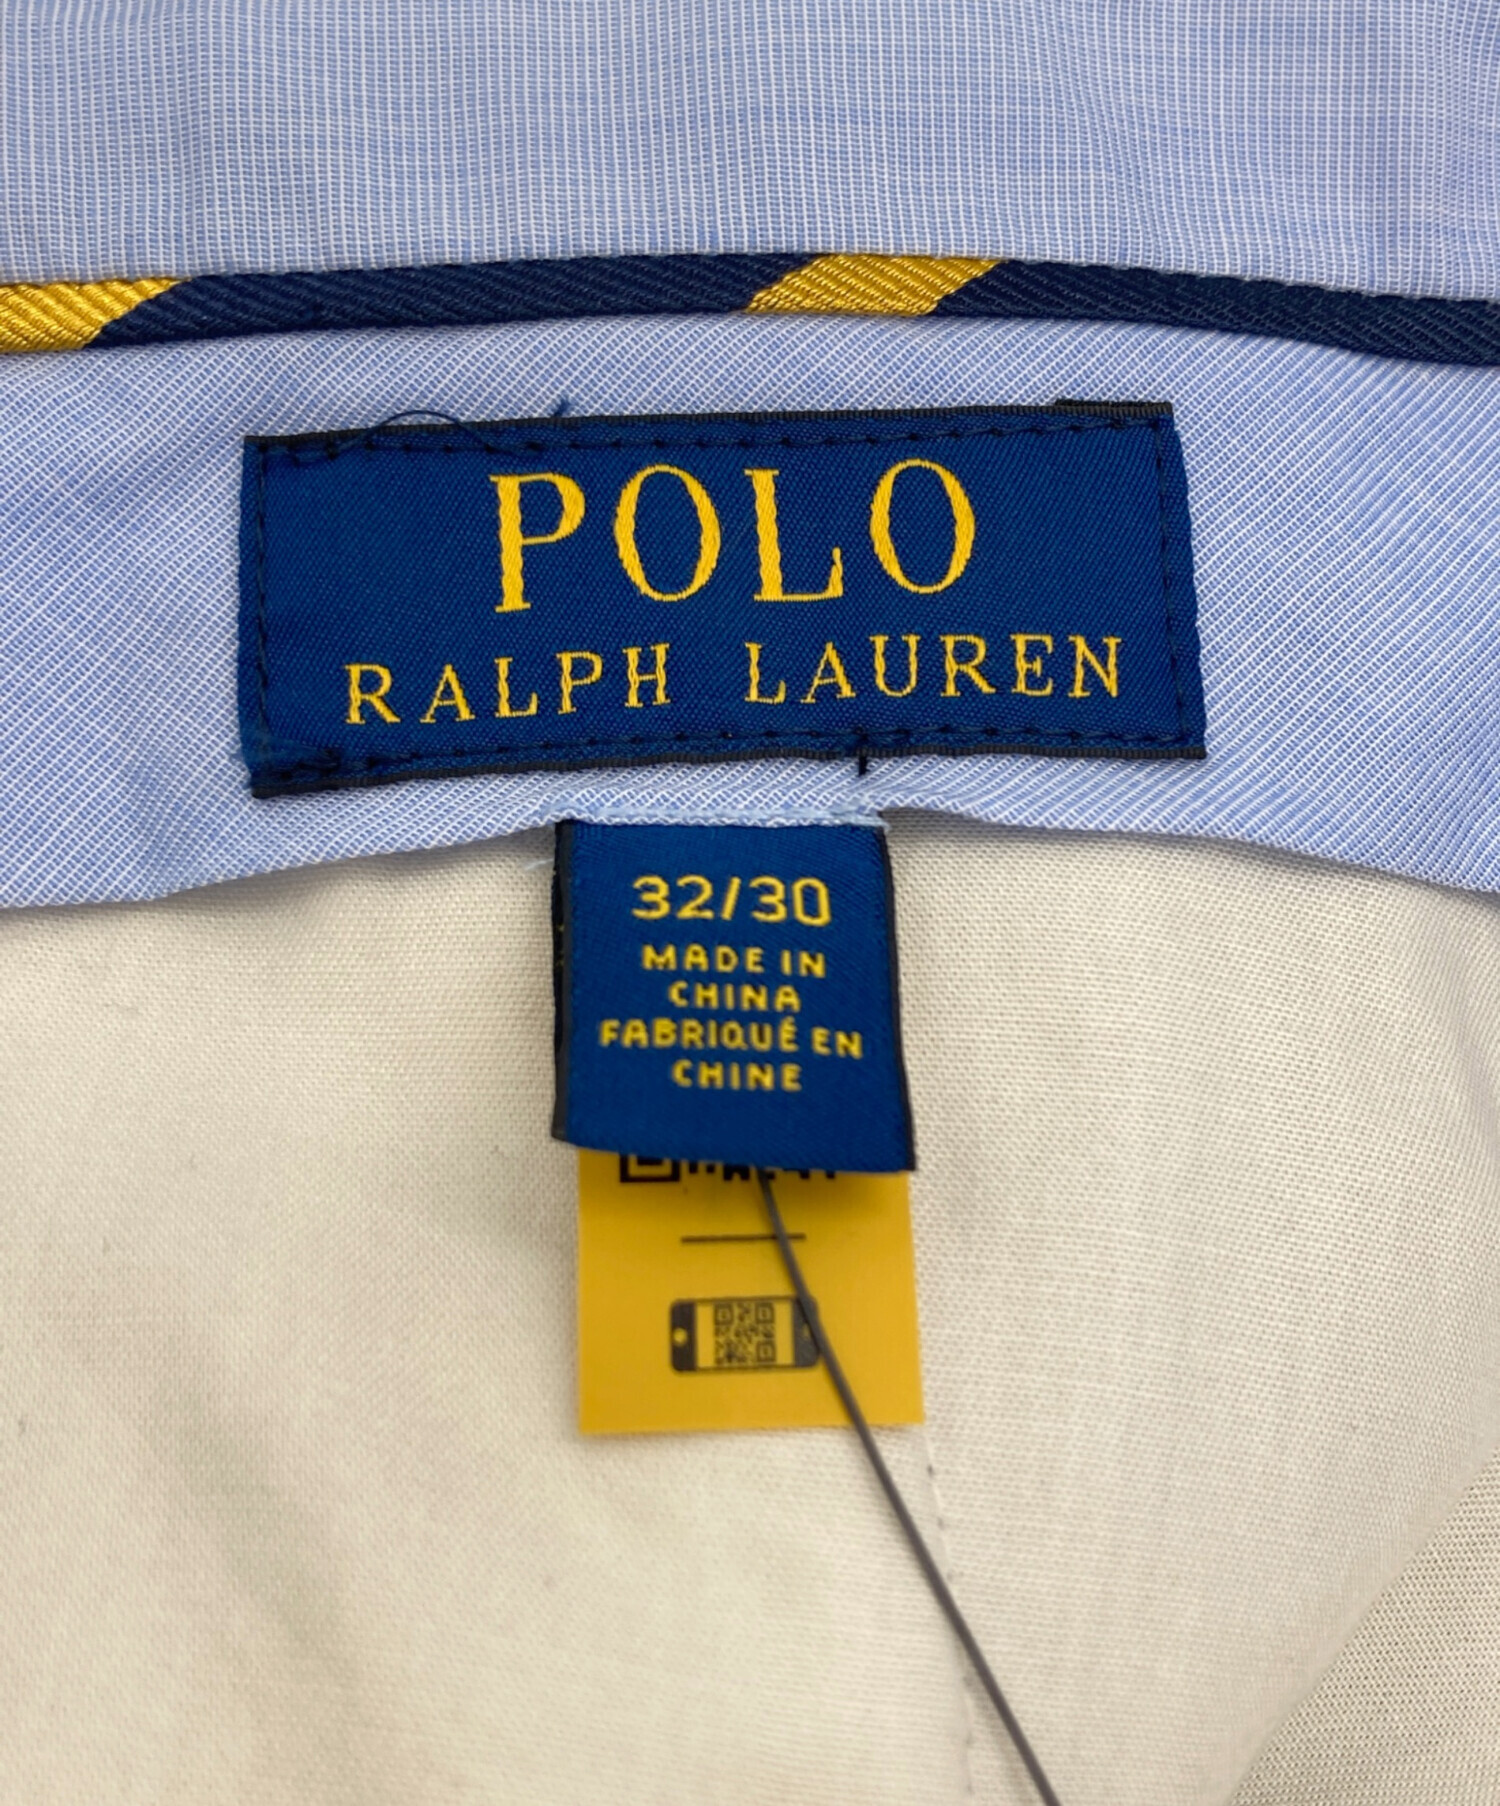 POLO
RALPH LAUREN
32/30
MADE IN
CHINA
FABRIQUÉ EN
CHINE